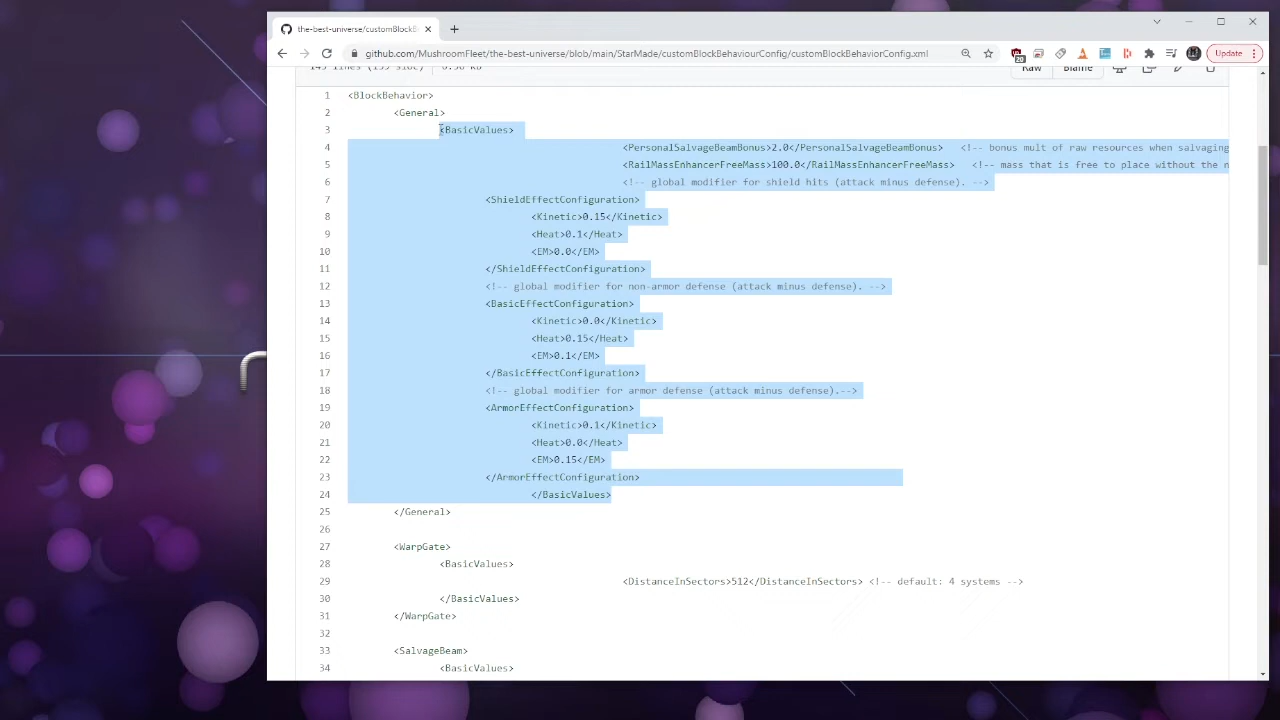 the-best-universe/customBlockB
github.com/MushroomFleet/the-best-universe/blob/main/StarMade/customBlockBehaviourConfig/customBlockBehaviorConfig.xml
20
Update
Raw Blame
1 <BlockBehavior>
2 <General>
3 <BasicValues>
4 <PersonalSalvageBeamBonus>2.0</PersonalSalvageBeamBonus> <!-- bonus mult of raw resources when salvaging
5 <RailMassEnhancerFreeMass>100.0</RailMassEnhancerFreeMass> <!-- mass that is free to place without the n
6 <!-- global modifier for shield hits (attack minus defense). -->
7 <ShieldEffectConfiguration>
8 <Kinetic>0.15</Kinetic>
9 <Heat>0.1</Heat>
10 <EM>0.0</EM>
11 </ShieldEffectConfiguration>
12 <!-- global modifier for non-armor defense (attack minus defense). -->
13 <BasicEffectConfiguration>
14 <Kinetic>0.0</Kinetic>
15 <Heat>0.15</Heat>
16 <EM>0.1</EM>
17 </BasicEffectConfiguration>
18 <!-- global modifier for armor defense (attack minus defense).-->
19 <ArmorEffectConfiguration>
20 <Kinetic>0.1</Kinetic>
21 <Heat>0.0</Heat>
22 <EM>0.15</EM>
23 </ArmorEffectConfiguration>
24 </BasicValues>
25 </General>
26
27 <WarpGate>
28 <BasicValues>
29 <DistanceInSectors>512</DistanceInSectors> <!-- default: 4 systems -->
30 </BasicValues>
31 </WarpGate>
32
33 <SalvageBeam>
34 <BasicValues>